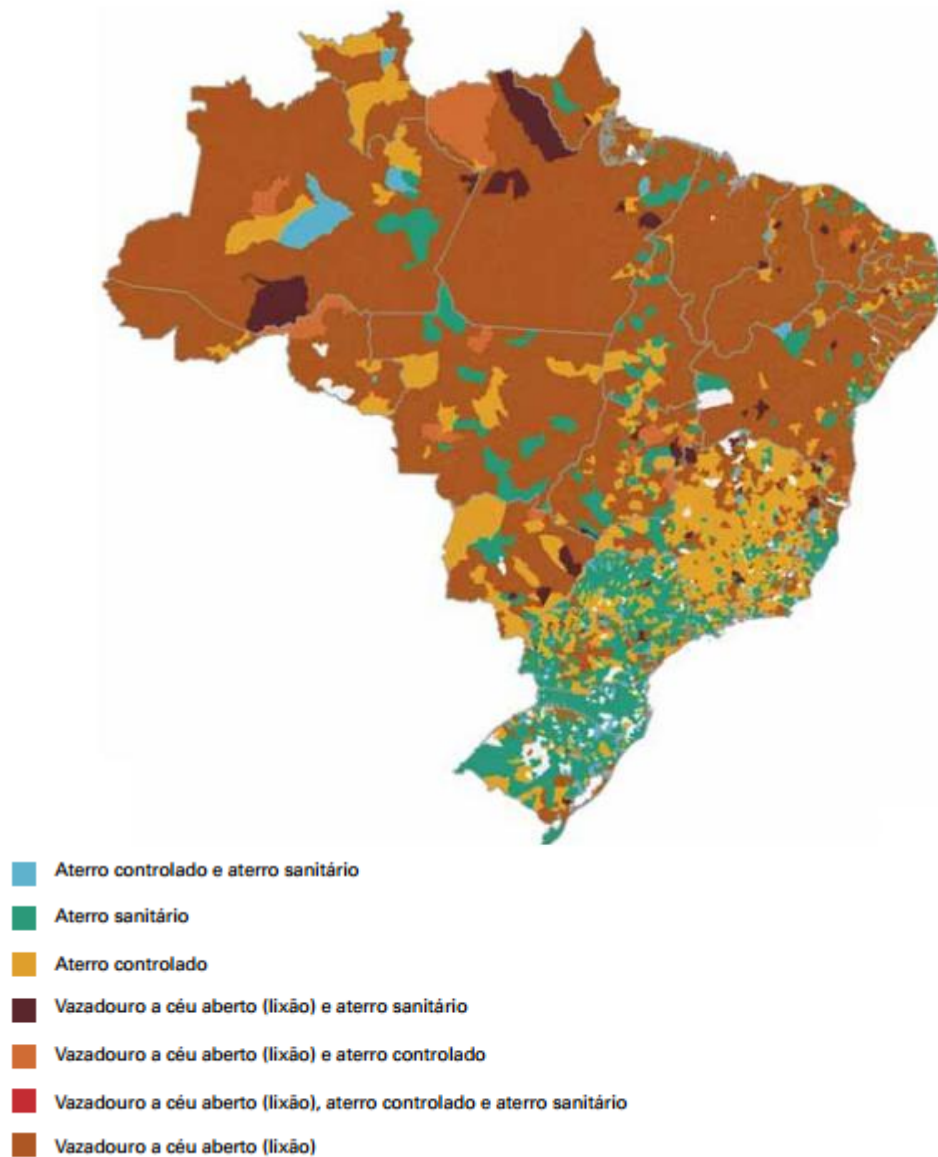 Aterro controlado e aterro sanitário
Aterro sanitário
Aterro controlado
Vazadouro a céu aberto (lixão) e aterro sanitário
Vazadouro a céu aberto (lixão) e aterro controlado
Vazadouro a céu aberto (lixão), aterro controlado e aterro sanitário
Vazadouro a céu aberto (lixão)